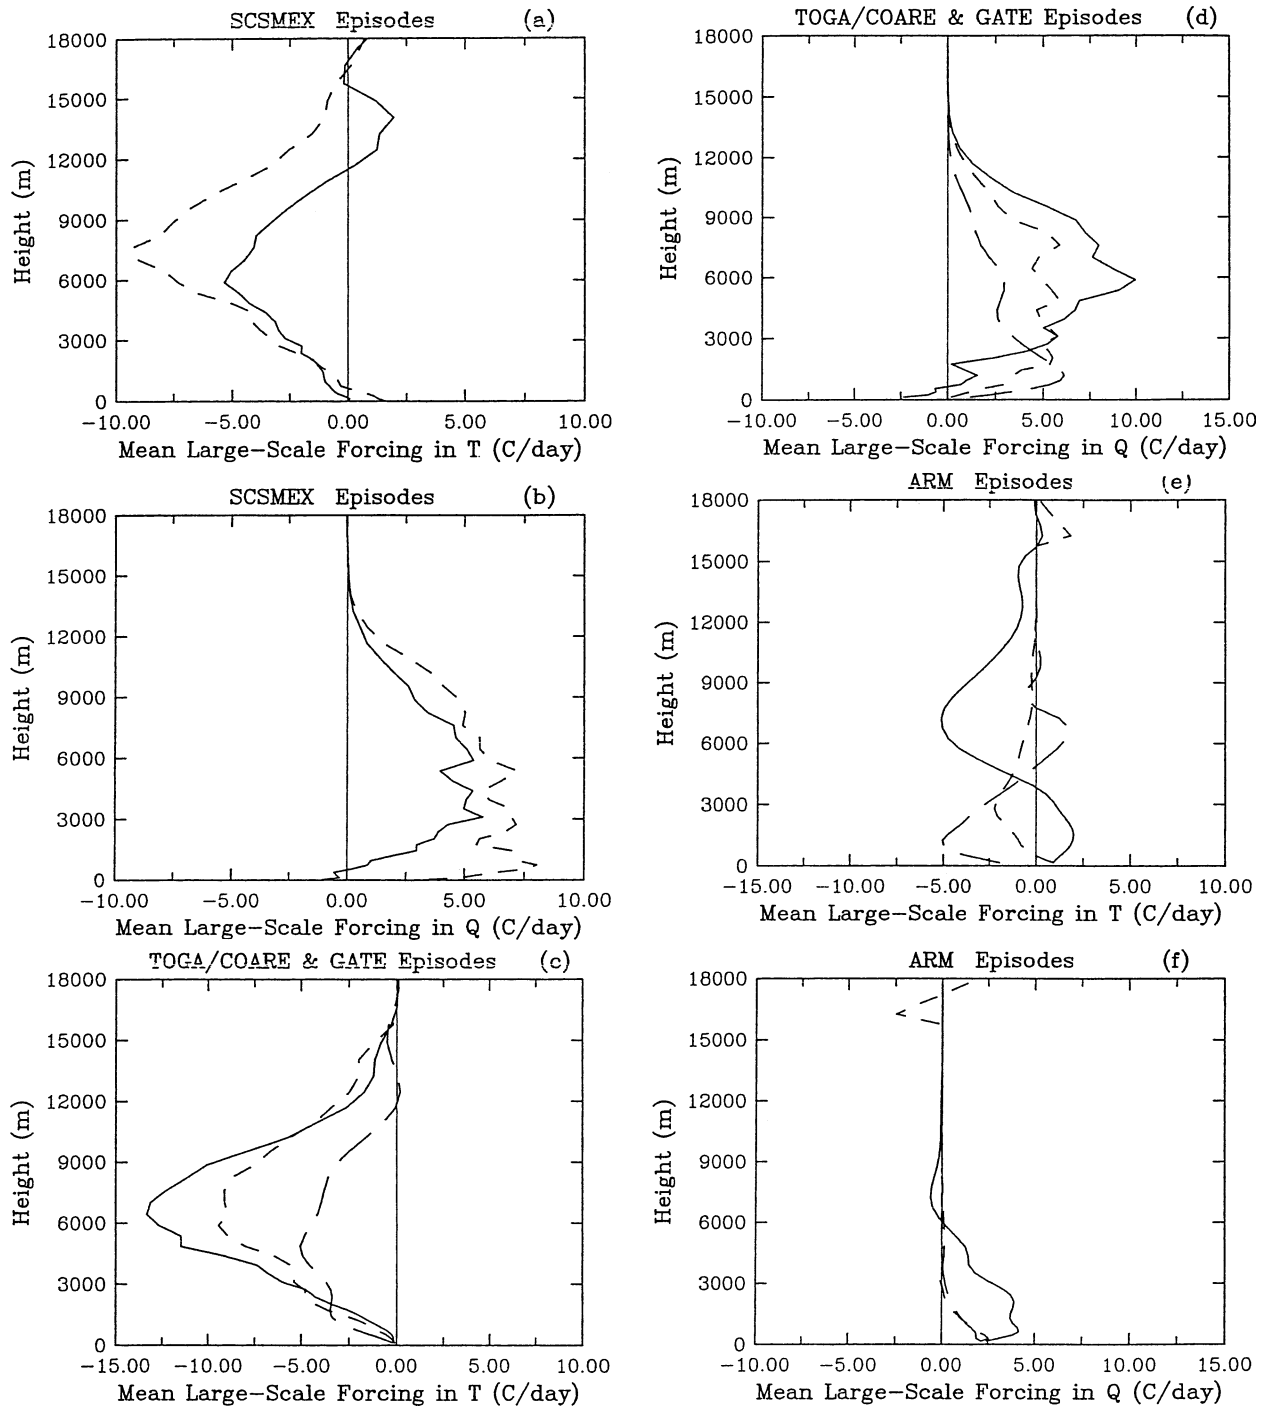 SCSMEX Episodes (a)
18000
15000
12000
9000
6000
3000
0
Height (m)
-10.00 -5.00 0.00 5.00 10.00
Mean Large-Scale Forcing in T (C/day)
SCSMEX Episodes (b)
18000
15000
12000
9000
6000
3000
0
Height (m)
-10.00 -5.00 0.00 5.00 10.00
Mean Large-Scale Forcing in Q (C/day)
TOGA/COARE & GATE Episodes (c)
18000
15000
12000
9000
6000
3000
0
Height (m)
-15.00 -10.00 -5.00 0.00 5.00 10.00
Mean Large-Scale Forcing in T (C/day)
TOGA/COARE & GATE Episodes (d)
18000
15000
12000
9000
6000
3000
0
Height (m)
-10.00 -5.00 0.00 5.00 10.00 15.00
Mean Large-Scale Forcing in Q (C/day)
ARM Episodes (e)
18000
15000
12000
9000
6000
3000
0
Height (m)
-15.00 -10.00 -5.00 0.00 5.00 10.00
Mean Large-Scale Forcing in T (C/day)
ARM Episodes (f)
18000
15000
12000
9000
6000
3000
0
Height (m)
-10.00 -5.00 0.00 5.00 10.00 15.00
Mean Large-Scale Forcing in Q (C/day)